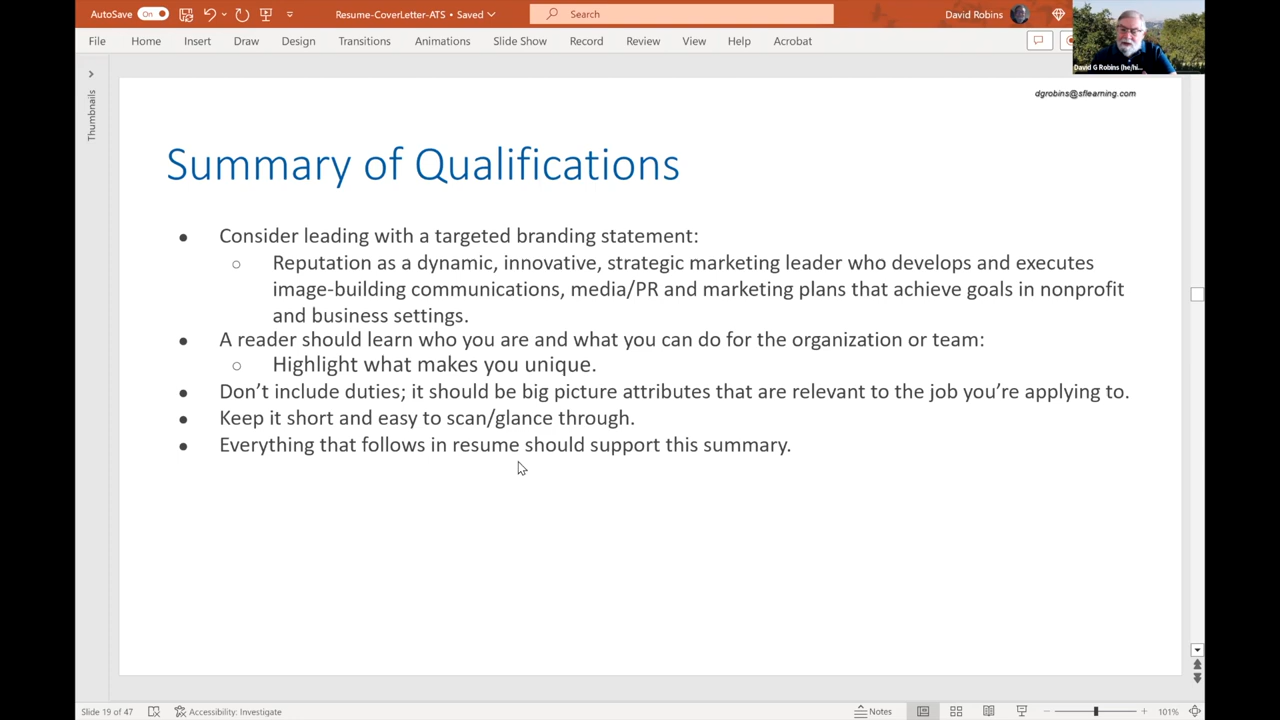 AutoSave On Resume-CoverLetter-ATS • Saved Search David Robins
File Home Insert Draw Design Transitions Animations Slide Show Record Review View Help Acrobat
David G Robins (he/hi...
Thumbnails
dgrobins@sflearning.com
Summary of Qualifications
● Consider leading with a targeted branding statement:
○ Reputation as a dynamic, innovative, strategic marketing leader who develops and executes
image-building communications, media/PR and marketing plans that achieve goals in nonprofit
and business settings.
● A reader should learn who you are and what you can do for the organization or team:
○ Highlight what makes you unique.
● Don't include duties; it should be big picture attributes that are relevant to the job you're applying to.
● Keep it short and easy to scan/glance through.
● Everything that follows in resume should support this summary.
Slide 19 of 47 Accessibility: Investigate Notes 101%